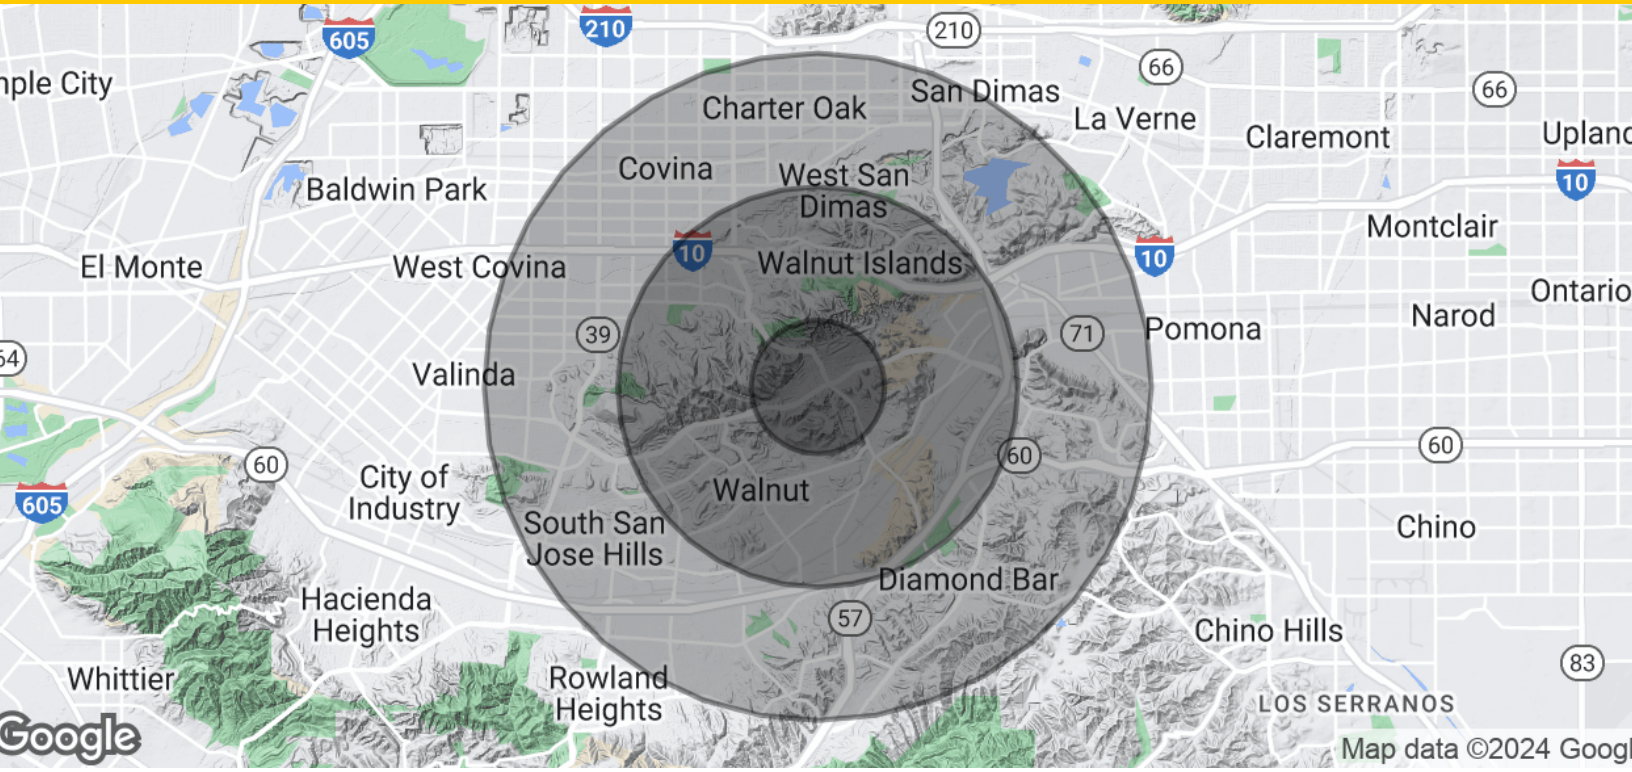 605
210
210
66
66
mple City
Charter Oak
San Dimas
La Verne
Claremont
Upland
Covina
West San
Dimas
10
Baldwin Park
Montclair
El Monte
West Covina
10
Walnut Islands
10
Ontario
Narod
39
71
Pomona
64
Valinda
60
60
60
City of
Industry
Walnut
605
South San
Jose Hills
Chino
Diamond Bar
Hacienda
Heights
57
Chino Hills
Whittier
Rowland
Heights
83
LOS SERRANOS
Google
Map data ©2024 Googl